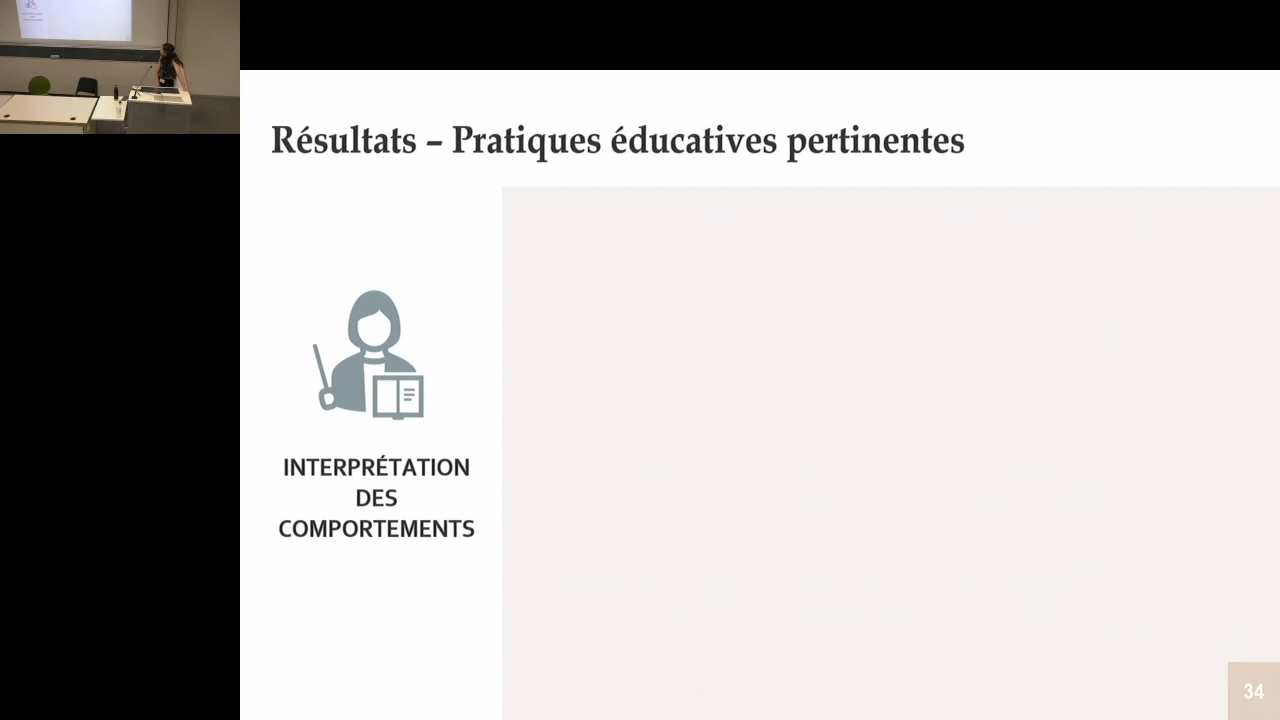 Résultats – Pratiques éducatives pertinentes
INTERPRÉTATION
DES
COMPORTEMENTS
34